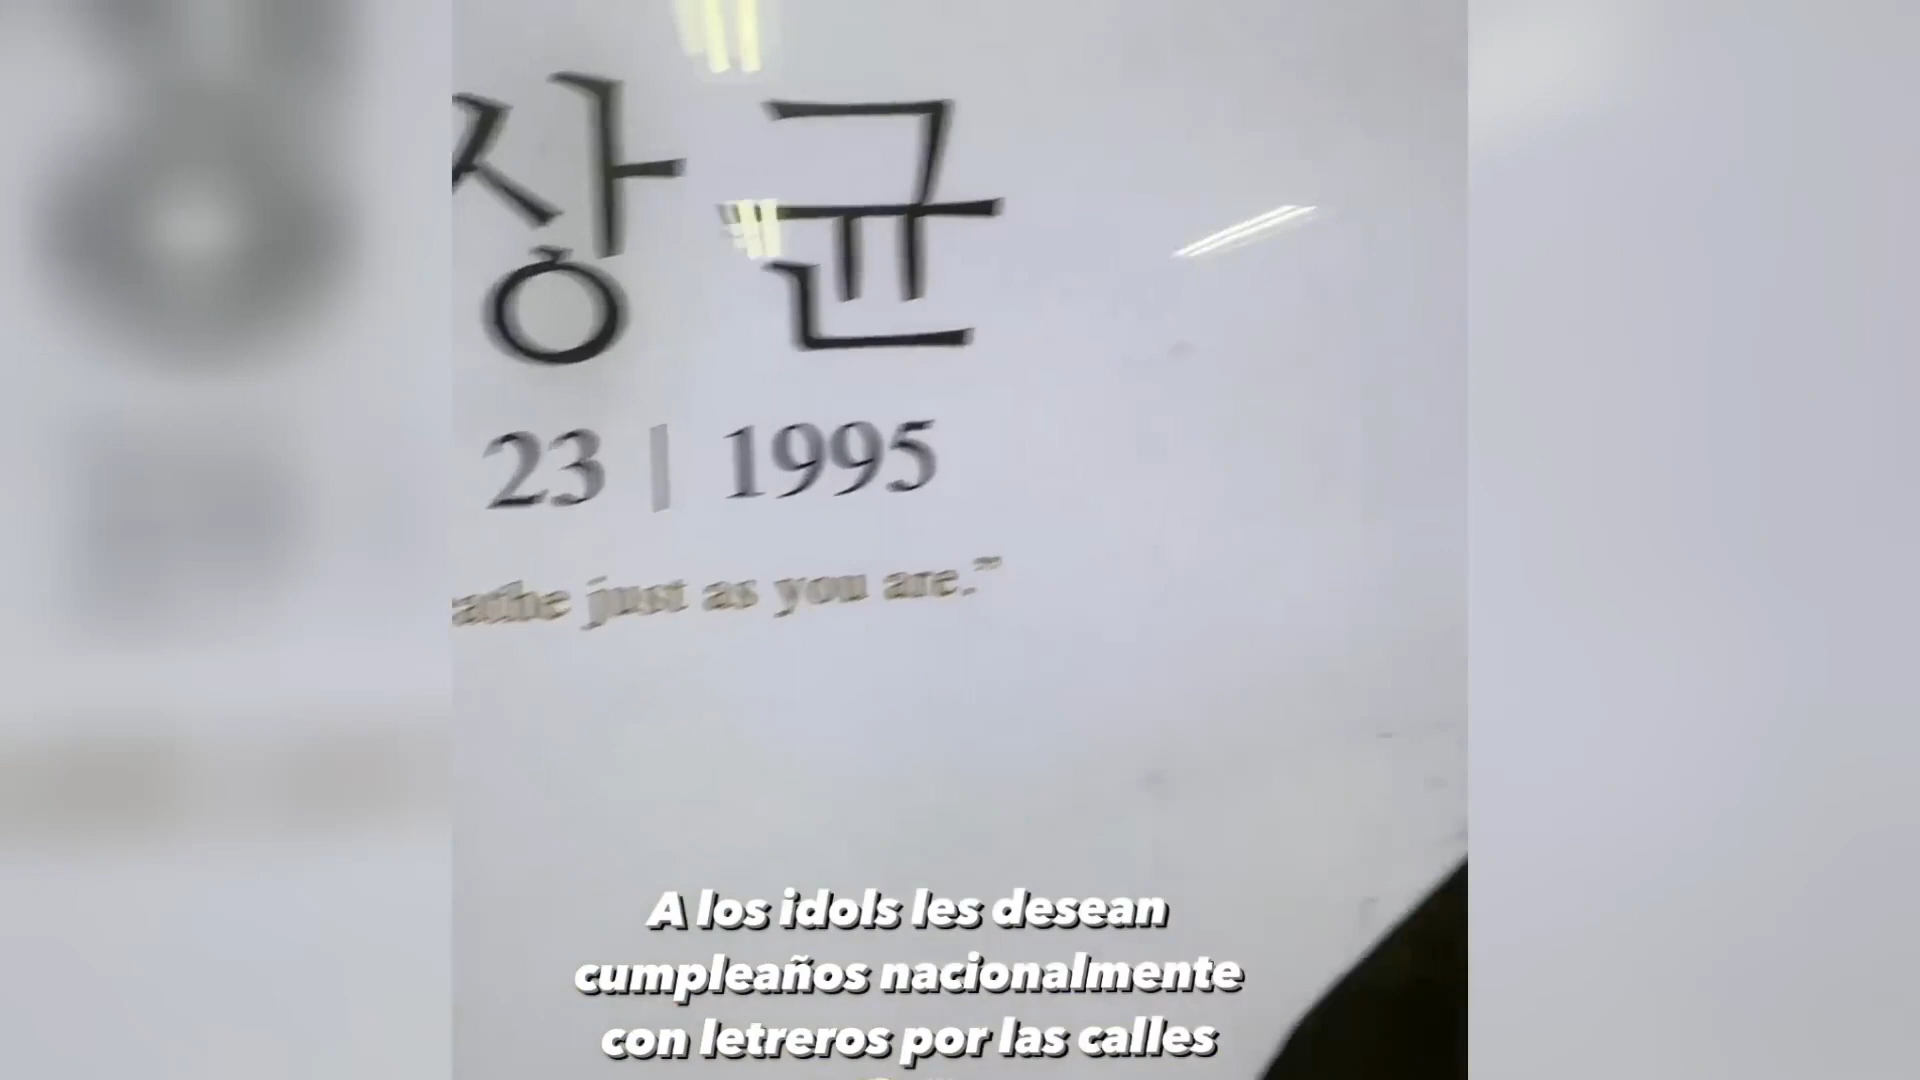 장균
23 | 1995
just as you are.”
A los idols les desean
cumpleaños nacionalmente
con letreros por las calles